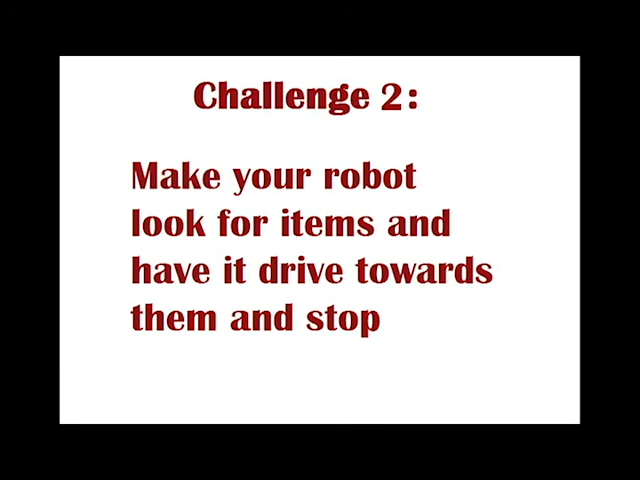 Challenge 2:
Make your robot
look for items and
have it drive towards
them and stop